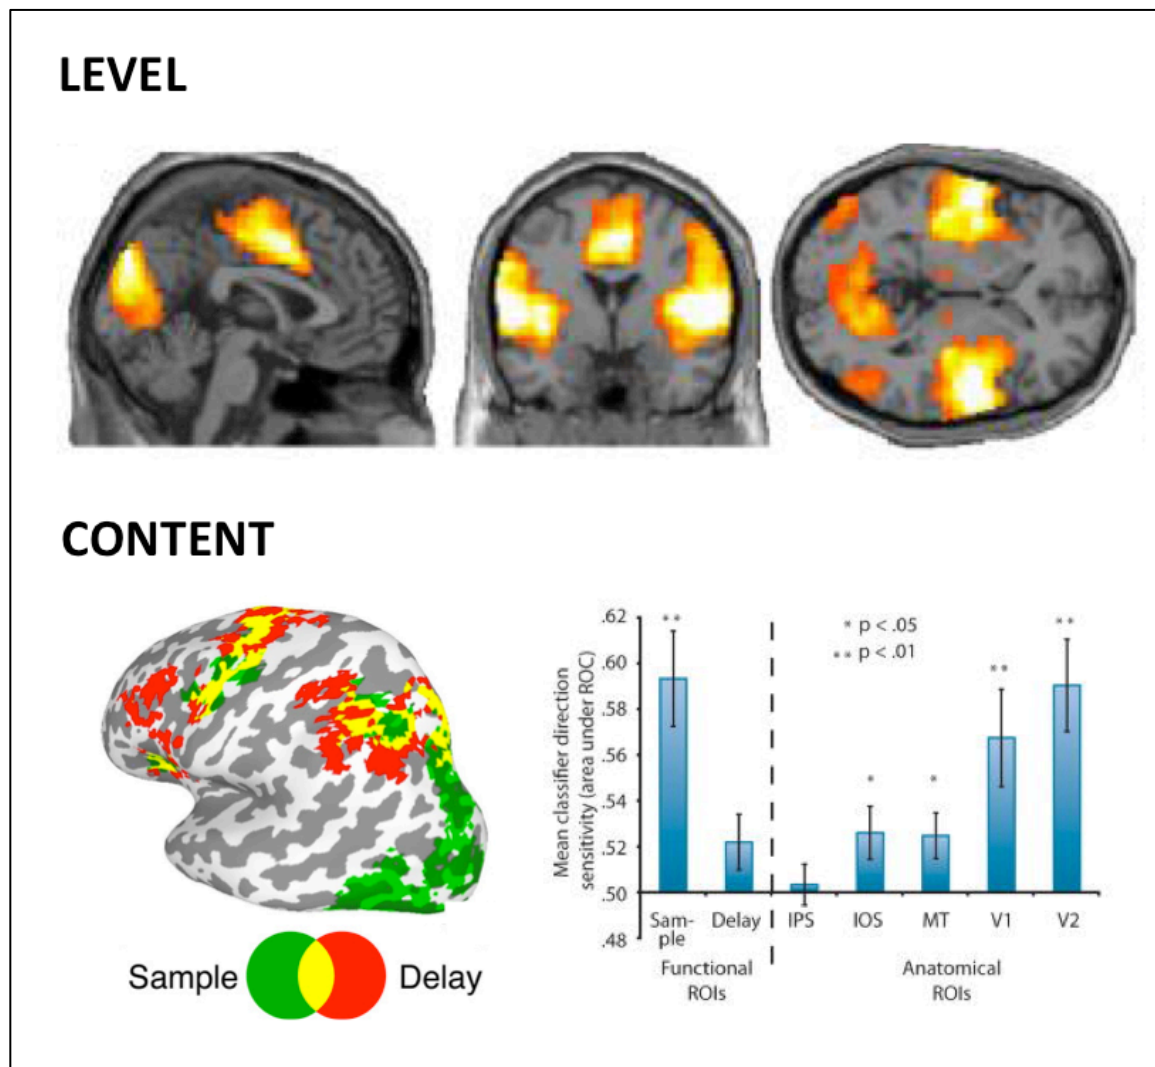 LEVEL
CONTENT
Sample
Delay
Mean classifier direction
sensitivity (area under ROC)
.62
.60
.58
.56
.54
.52
.50
.48
**
* p < .05
** p < .01
*
*
**
**
Sam-
ple
Delay
IPS
IOS
MT
V1
V2
Functional
ROIs
Anatomical
ROIs